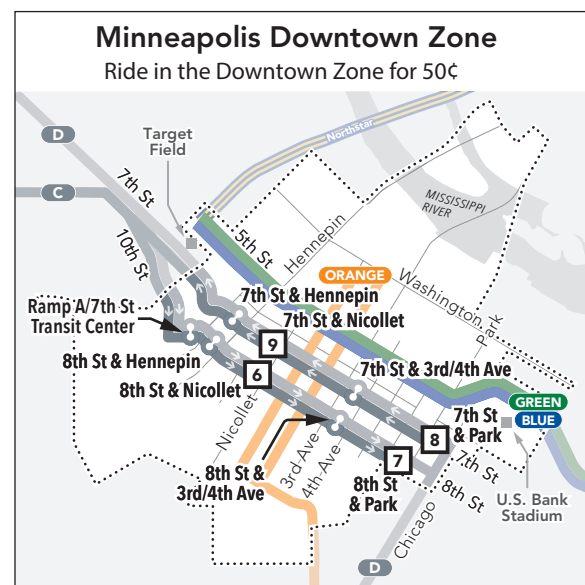 Minneapolis Downtown Zone
Ride in the Downtown Zone for 50¢
D
Target
Field
Northstar
C
7th St
10th St
5th St
Hennepin
MISSISSIPPI
RIVER
ORANGE
Washington
Park
Ramp A/7th St
Transit Center
7th St & Hennepin
7th St & Nicollet
8th St & Hennepin
9
7th St & 3rd/4th Ave
8th St & Nicollet
6
GREEN
BLUE
Nicollet
3rd Ave
4th Ave
7th St
& Park
8
8th St &
3rd/4th Ave
7
7th St
8th St
8th St
& Park
U.S. Bank
Stadium
Chicago
D